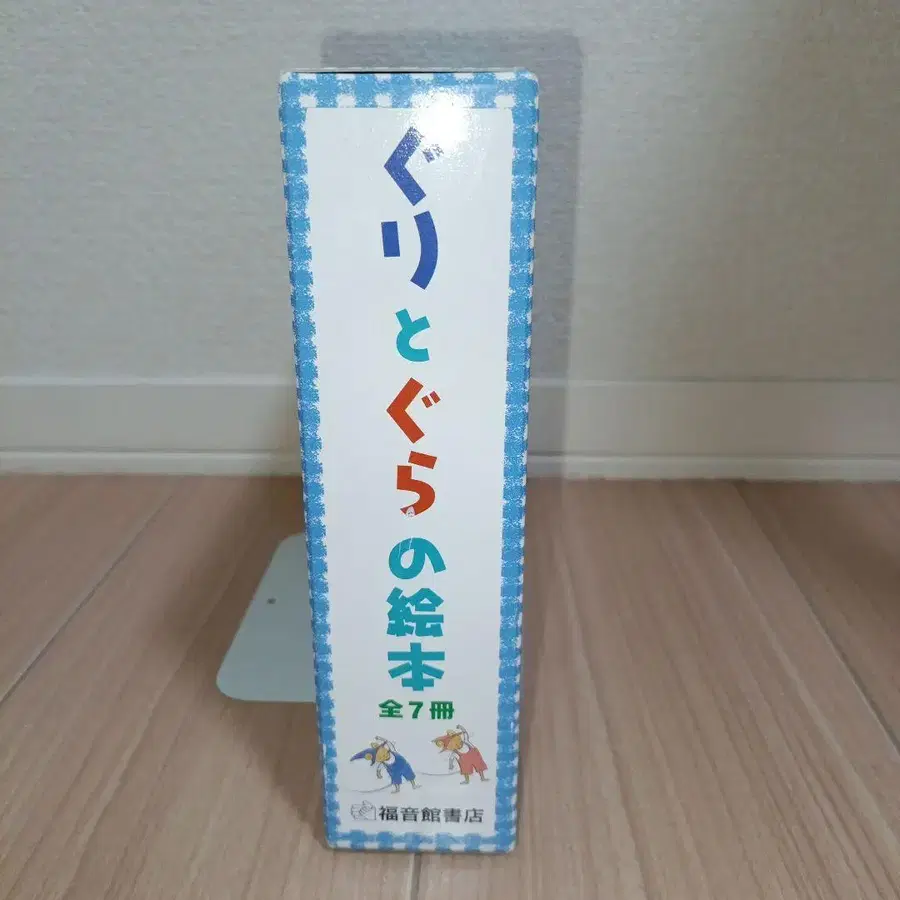 ぐりとぐらの絵本
全7冊
福音館書店